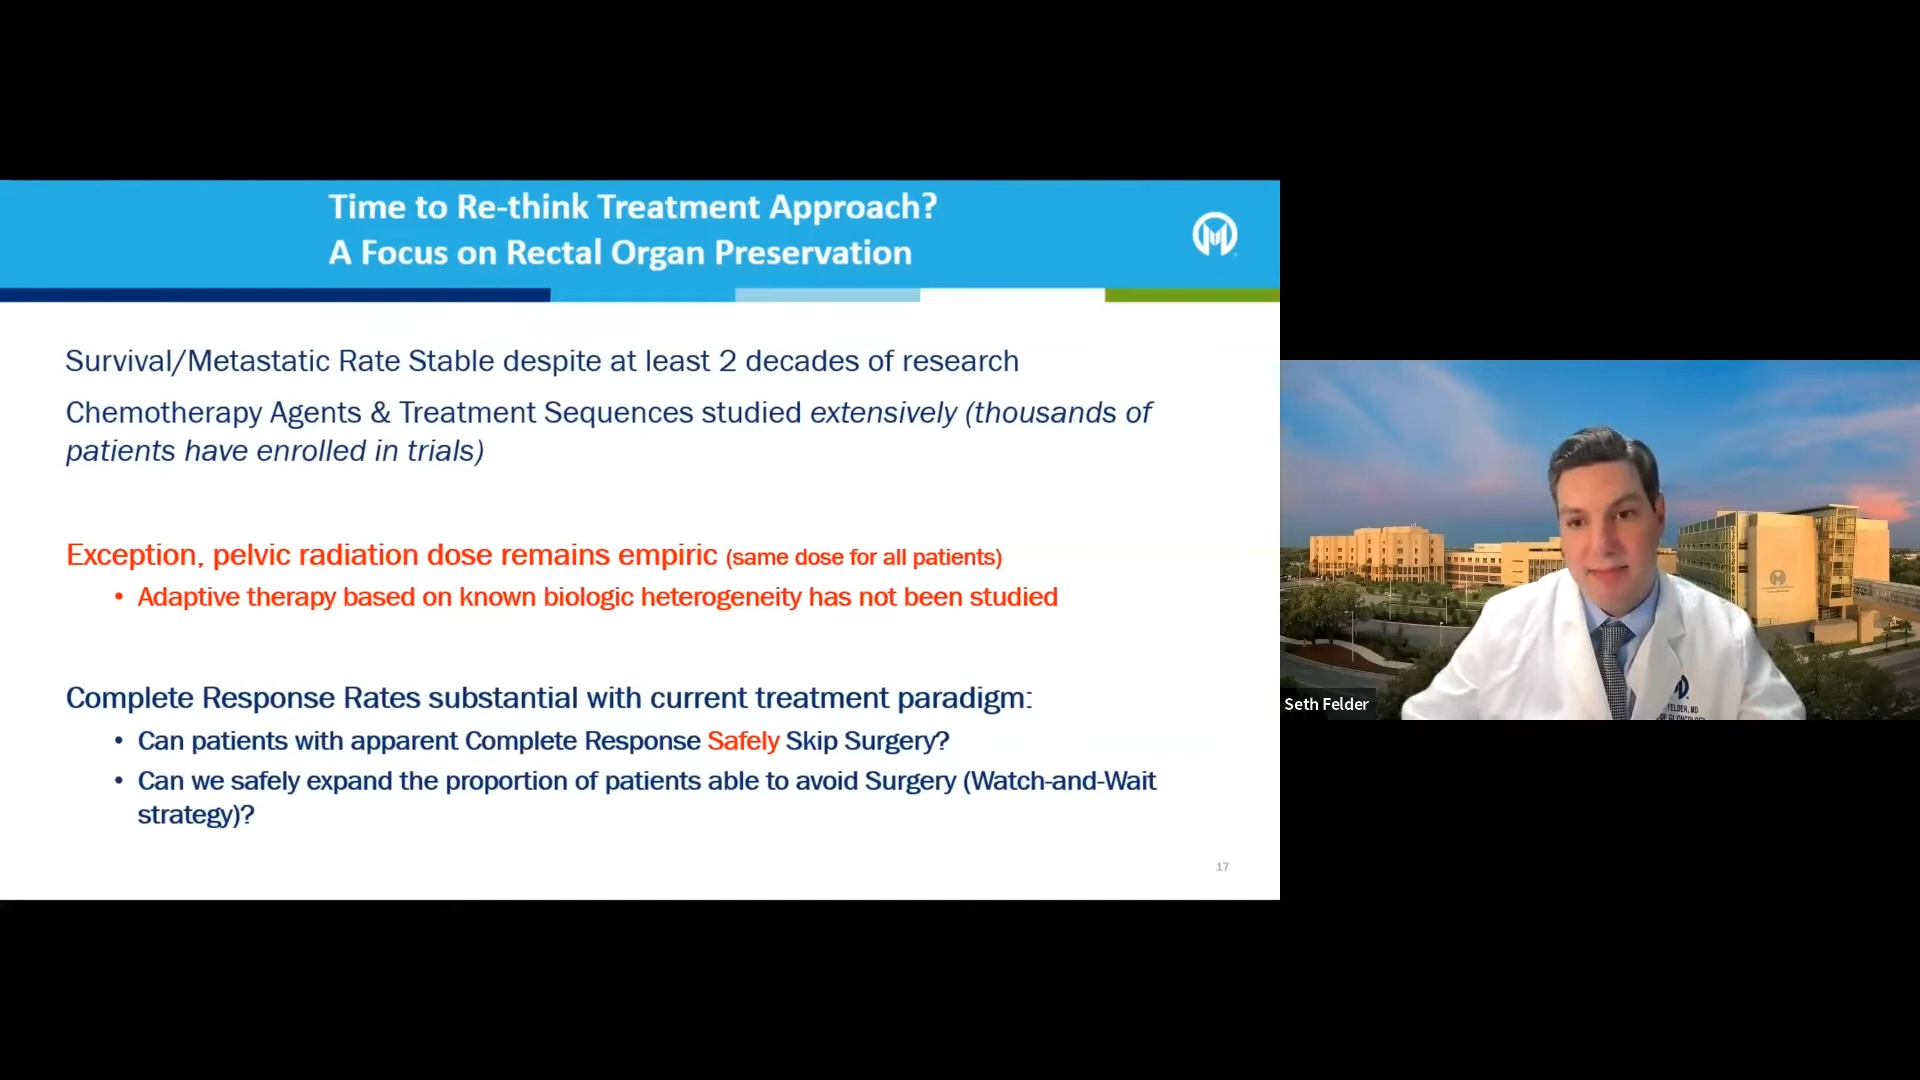 Time to Re-think Treatment Approach?
A Focus on Rectal Organ Preservation
Survival/Metastatic Rate Stable despite at least 2 decades of research
Chemotherapy Agents & Treatment Sequences studied extensively (thousands of
patients have enrolled in trials)
Exception, pelvic radiation dose remains empiric (same dose for all patients)
• Adaptive therapy based on known biologic heterogeneity has not been studied
Complete Response Rates substantial with current treatment paradigm:
• Can patients with apparent Complete Response Safely Skip Surgery?
• Can we safely expand the proportion of patients able to avoid Surgery (Watch-and-Wait
strategy)?
17
Seth Felder
FELDER, MD